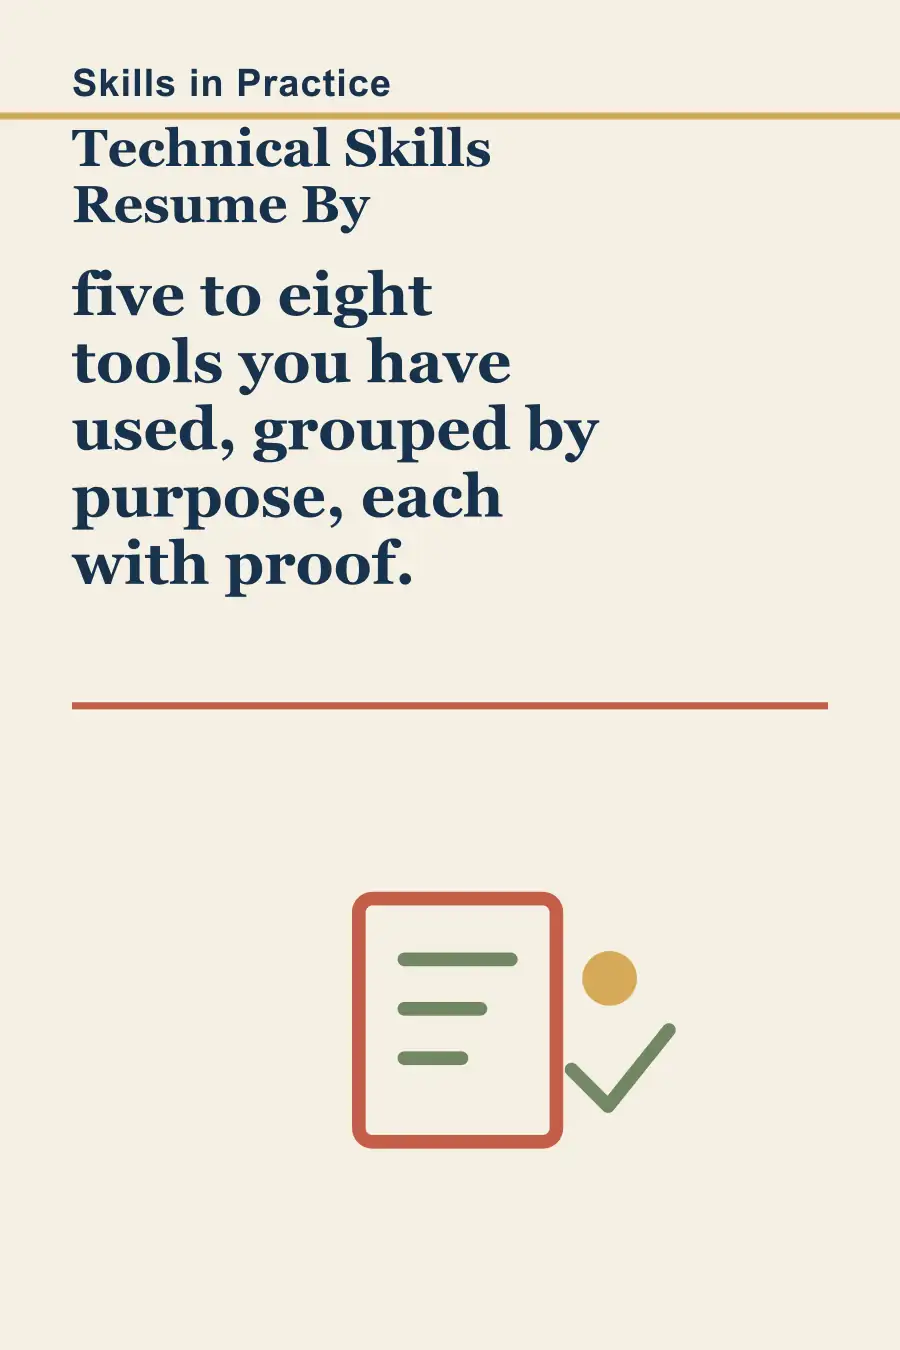 Skills in Practice
Technical Skills
Resume By
five to eight
tools you have
used, grouped by
purpose, each
with proof.